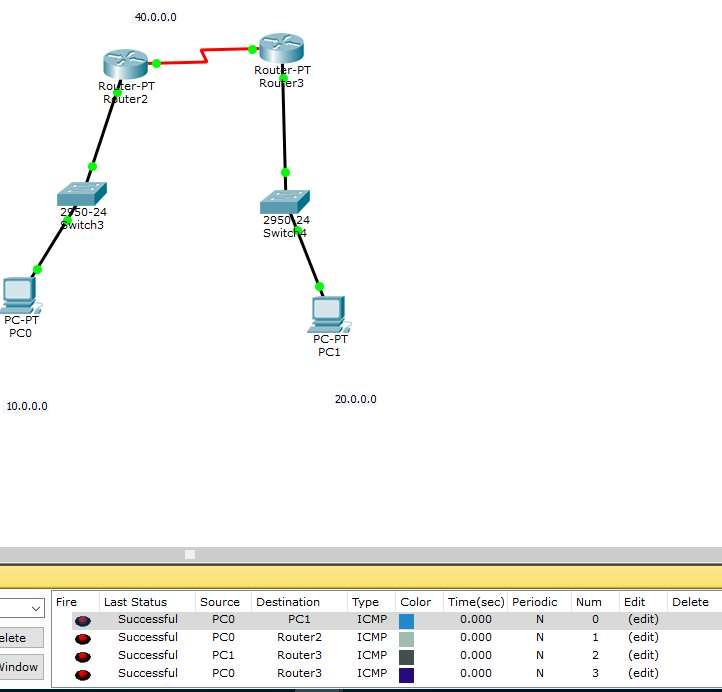 40.0.0.0
Router-PT
Router2
Router-PT
Router3
2950-24
Switch3
2950-24
Switch4
PC-PT
PC0
PC-PT
PC1
10.0.0.0
20.0.0.0
Fire Last Status Source Destination Type Color Time(sec) Periodic Num Edit Delete
Successful PC0 PC1 ICMP 0.000 N 0 (edit)
elete Successful PC0 Router2 ICMP 0.000 N 1 (edit)
Successful PC1 Router3 ICMP 0.000 N 2 (edit)
Window Successful PC0 Router3 ICMP 0.000 N 3 (edit)